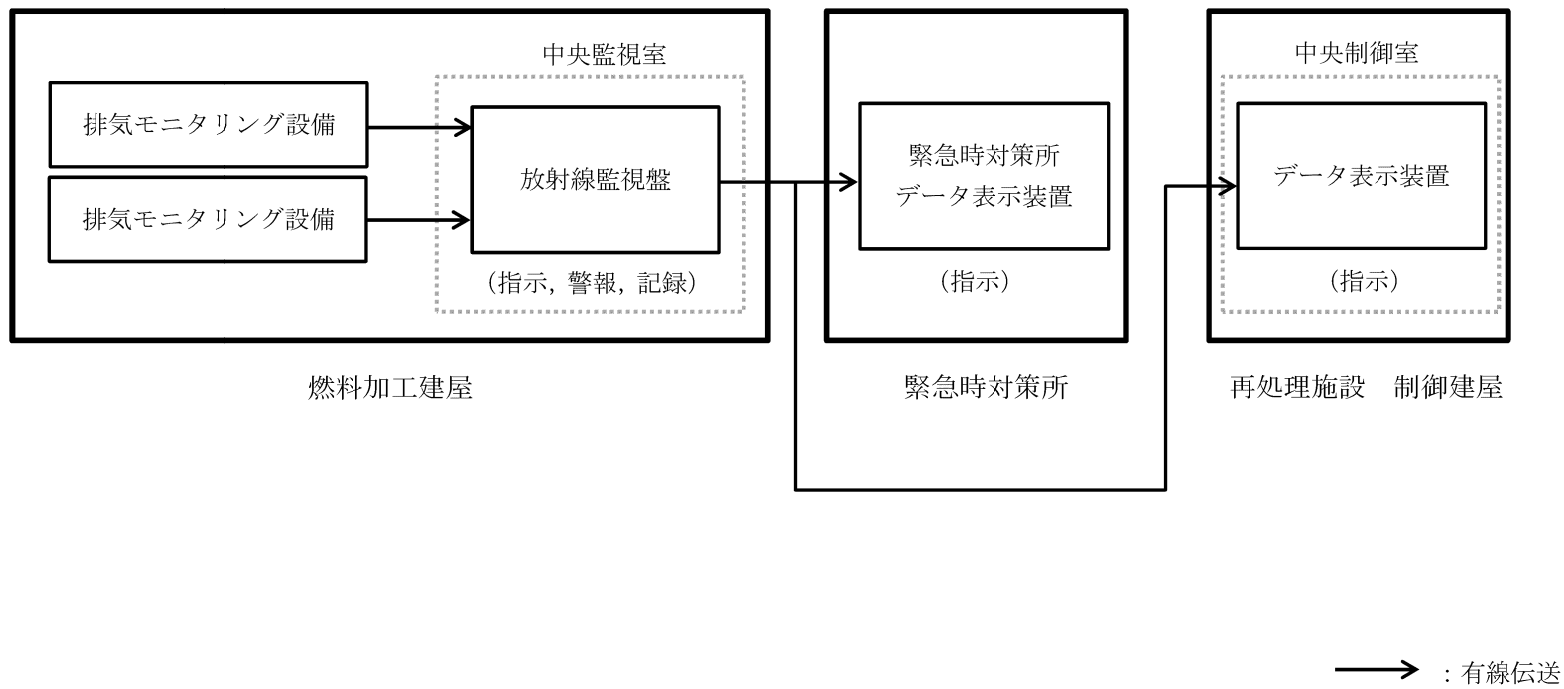 中央監視室
排気モニタリング設備
排気モニタリング設備
放射線監視盤
(指示, 警報, 記録)
燃料加工建屋
緊急時対策所
データ表示装置
(指示)
緊急時対策所
中央制御室
データ表示装置
(指示)
再処理施設　制御建屋
：有線伝送